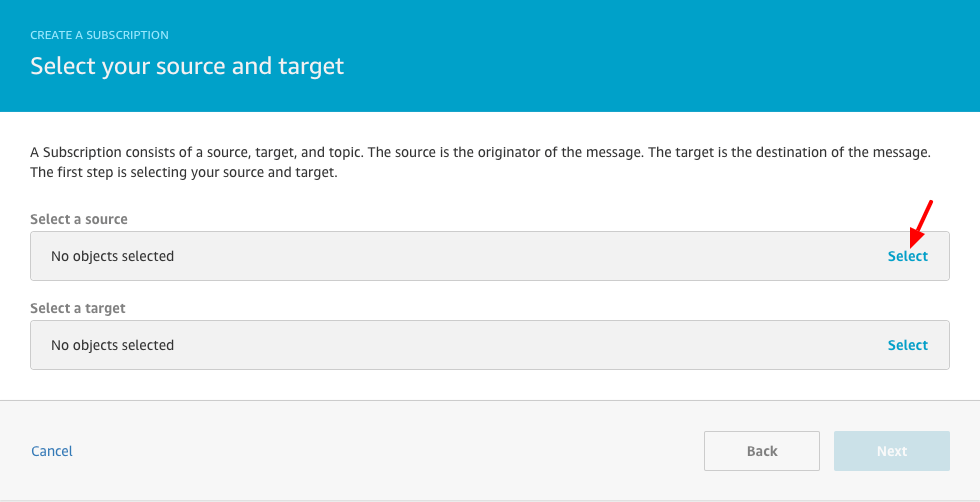 CREATE A SUBSCRIPTION
Select your source and target
A Subscription consists of a source, target, and topic. The source is the originator of the message. The target is the destination of the message.
The first step is selecting your source and target.
Select a source
No objects selected
Select
Select a target
No objects selected
Select
Cancel
Back
Next